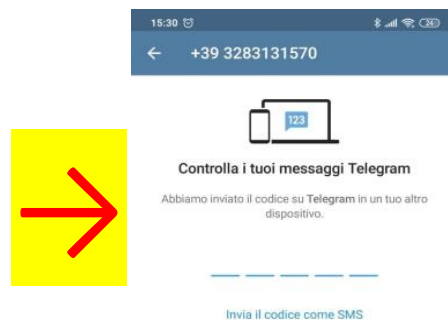 15:30
24
+39 3283131570
123
Controlla i tuoi messaggi Telegram
Abbiamo inviato il codice su Telegram in un tuo altro
dispositivo.
Invia il codice come SMS